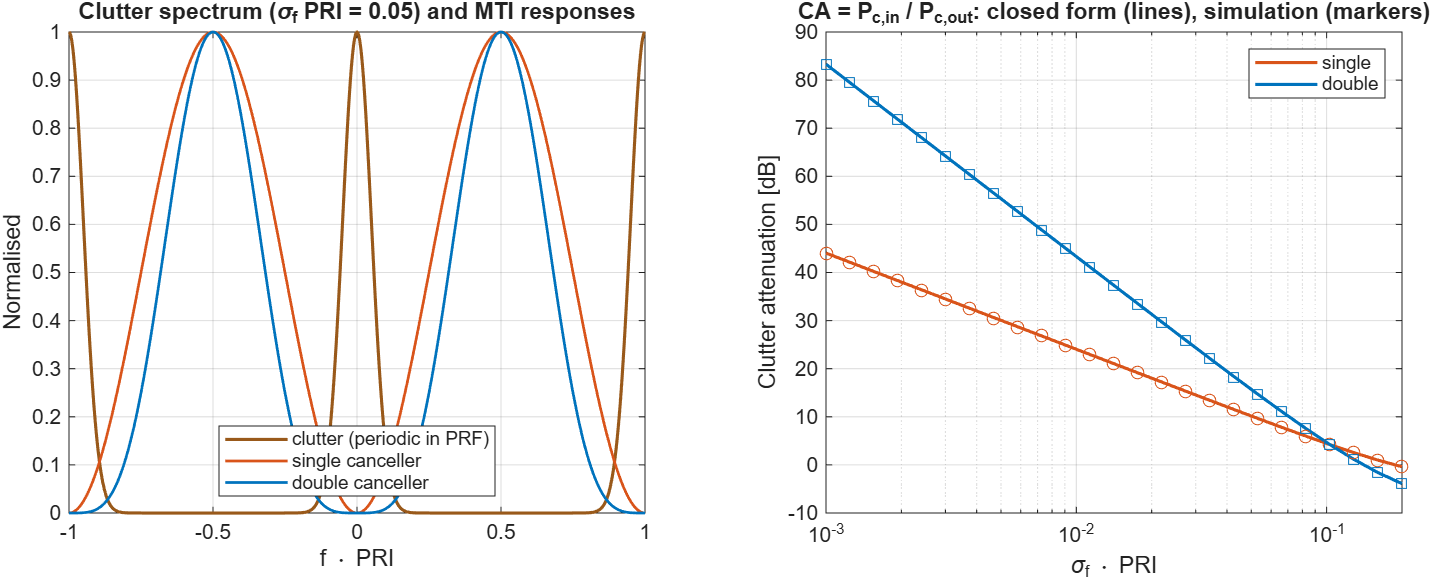 Clutter spectrum (σf PRI = 0.05) and MTI responses
1
0.9
0.8
0.7
0.6
0.5
0.4
0.3
0.2
0.1
0
Normalised
clutter (periodic in PRF)
single canceller
double canceller
-1 -0.5 0 0.5 1
f · PRI
CA = Pc,in / Pc,out: closed form (lines), simulation (markers)
90
80
70
60
50
40
30
20
10
0
-10
Clutter attenuation [dB]
single
double
10-3 10-2 10-1
σf · PRI